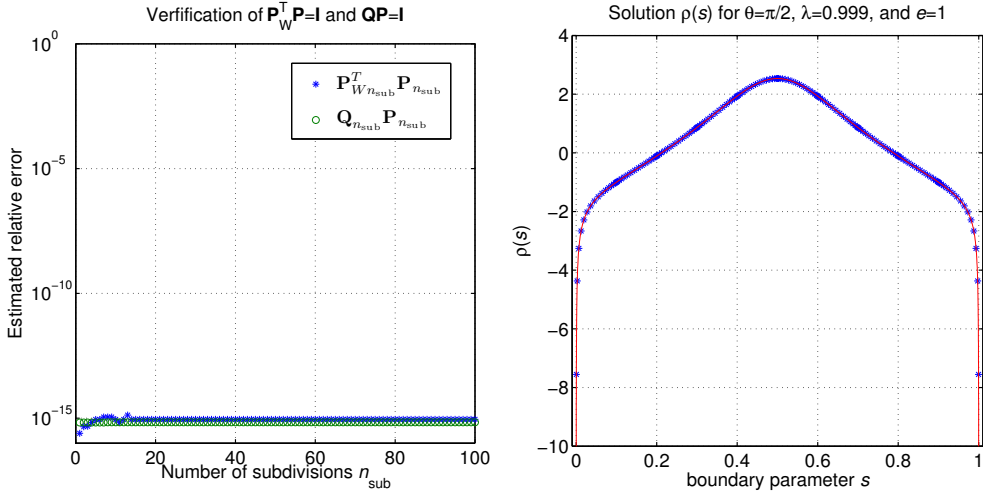 Verfification of P_W^T P=I and QP=I
Estimated relative error
10^0
10^−5
10^−10
10^−15
P^T_{Wn_sub} P_{n_sub}
Q_{n_sub} P_{n_sub}
0 20 40 60 80 100
Number of subdivisions n_sub
Solution ρ(s) for θ=π/2, λ=0.999, and e=1
ρ(s)
4
2
0
−2
−4
−6
−8
−10
0 0.2 0.4 0.6 0.8 1
boundary parameter s